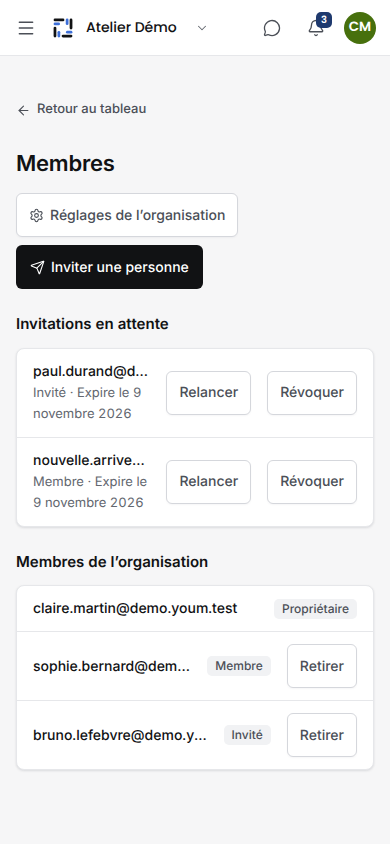 Atelier Démo
3
CM
Retour au tableau
Membres
Réglages de l’organisation
Inviter une personne
Invitations en attente
paul.durand@d...
Invité · Expire le 9
novembre 2026
Relancer
Révoquer
nouvelle.arrive...
Membre · Expire le
9 novembre 2026
Relancer
Révoquer
Membres de l’organisation
claire.martin@demo.youm.test
Propriétaire
sophie.bernard@dem...
Membre
Retirer
bruno.lefebvre@demo.y...
Invité
Retirer